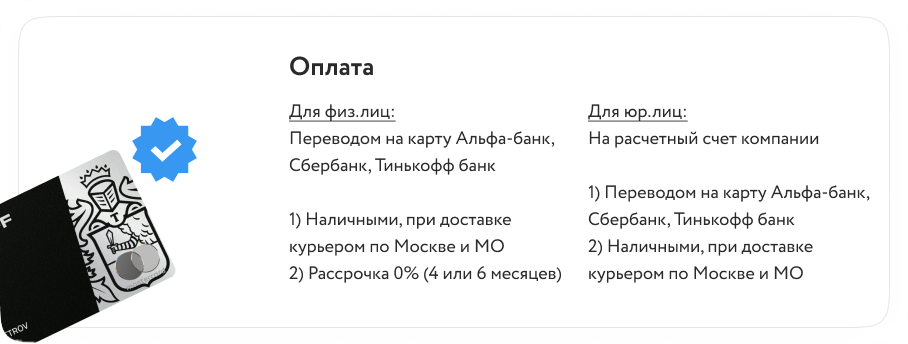 Оплата
Для физ.лиц:
Переводом на карту Альфа-банк,
Сбербанк, Тинькофф банк
1) Наличными, при доставке
курьером по Москве и МО
2) Рассрочка 0% (4 или 6 месяцев)
Для юр.лиц:
На расчетный счет компании
1) Переводом на карту Альфа-банк,
Сбербанк, Тинькофф банк
2) Наличными, при доставке
курьером по Москве и МО
F
T
ETROV